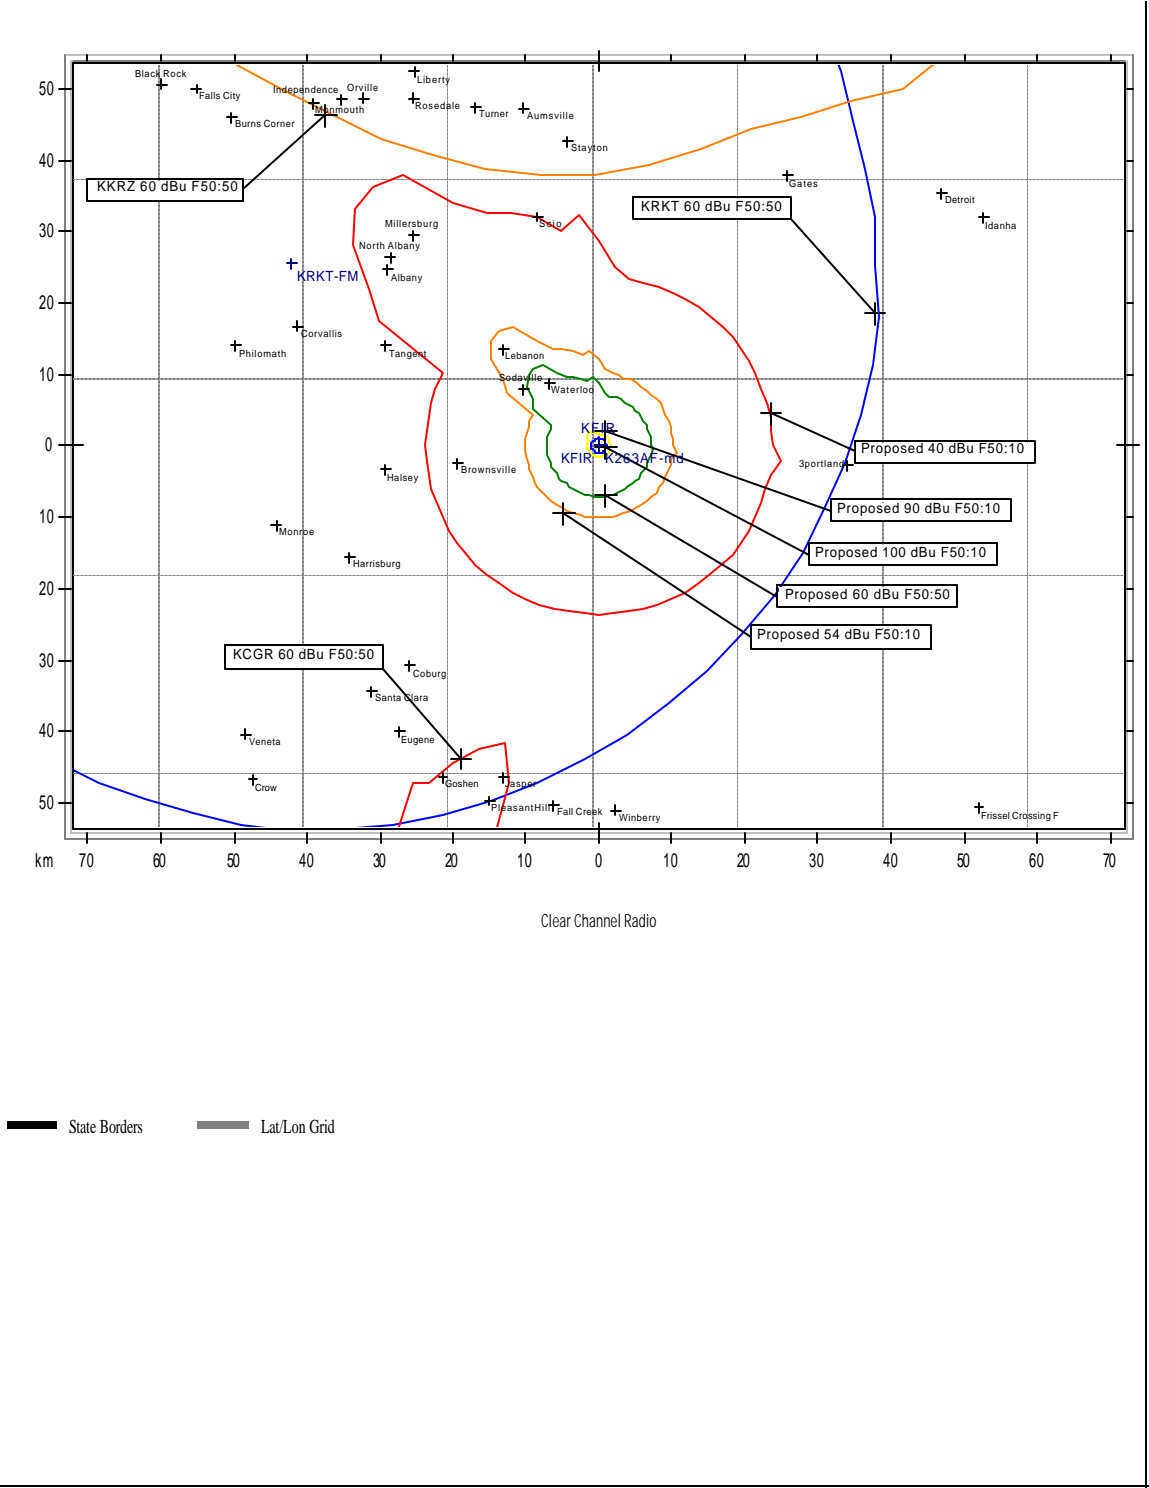 Black Rock
Falls City
Burns Corner
Independence
Monmouth
Orville
Liberty
Rosedale
Turner
Aumsville
Stayton
KKRZ 60 dBu F50:50
Gates
Detroit
Idanha
KRKT 60 dBu F50:50
Millersburg
Scio
North Albany
Albany
KRKT-FM
Corvallis
Philomath
Tangent
Lebanon
Sodaville
Waterloo
KFIR
KFIR K263AF-md
Proposed 40 dBu F50:10
3portland
Halsey
Brownsville
Proposed 90 dBu F50:10
Monroe
Proposed 100 dBu F50:10
Harrisburg
Proposed 60 dBu F50:50
Proposed 54 dBu F50:10
KCGR 60 dBu F50:50
Coburg
Santa Clara
Veneta
Eugene
Crow
Goshen
Jasper
Pleasant Hill
Fall Creek
Winberry
Frissel Crossing F
50
40
30
20
10
0
10
20
30
40
50
km 70 60 50 40 30 20 10 0 10 20 30 40 50 60 70
Clear Channel Radio
State Borders Lat/Lon Grid